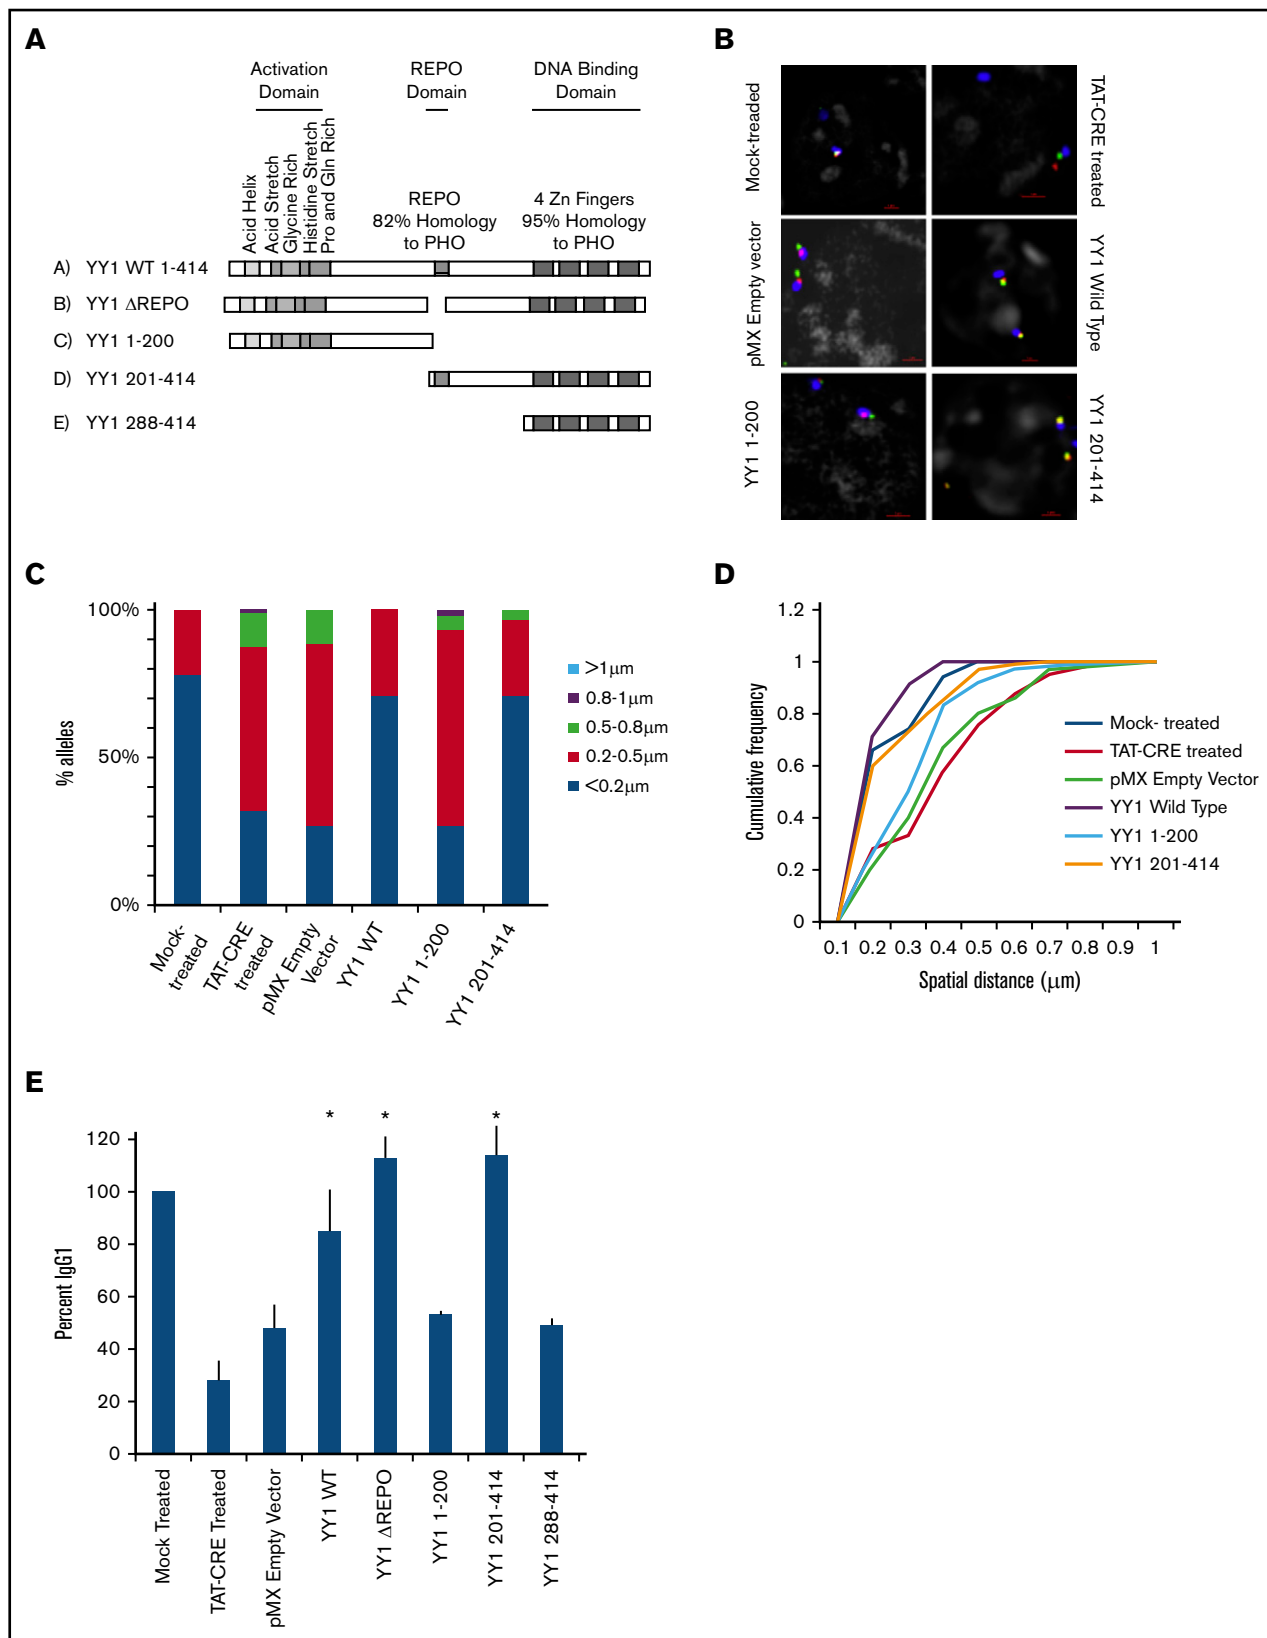 A
Activation
Domain
REPO
Domain
DNA Binding
Domain
Acid Helix
Acid Stretch
Glycine Rich
Histidine Stretch
Pro and Gln Rich
REPO
82% Homology
to PHO
4 Zn Fingers
95% Homology
to PHO
A) YY1 WT 1-414
B) YY1 ΔREPO
C) YY1 1-200
D) YY1 201-414
E) YY1 288-414
B
Mock-treaded
TAT-CRE treated
pMX Empty vector
YY1 Wild Type
YY1 1-200
YY1 201-414
C
100%
50%
0%
% alleles
Mock-
treated
TAT-CRE
treated
pMX Empty
Vector
YY1 WT
YY1 1-200
YY1 201-414
>1μm
0.8-1μm
0.5-0.8μm
0.2-0.5μm
<0.2μm
D
1.2
1
0.8
0.6
0.4
0.2
0
Cumulative frequency
0.1 0.2 0.3 0.4 0.5 0.6 0.7 0.8 0.9 1
Spatial distance (μm)
Mock- treated
TAT-CRE treated
pMX Empty Vector
YY1 Wild Type
YY1 1-200
YY1 201-414
E
120
100
80
60
40
20
0
Percent IgG1
* * *
Mock Treated
TAT-CRE Treated
pMX Empty Vector
YY1 WT
YY1 ΔREPO
YY1 1-200
YY1 201-414
YY1 288-414